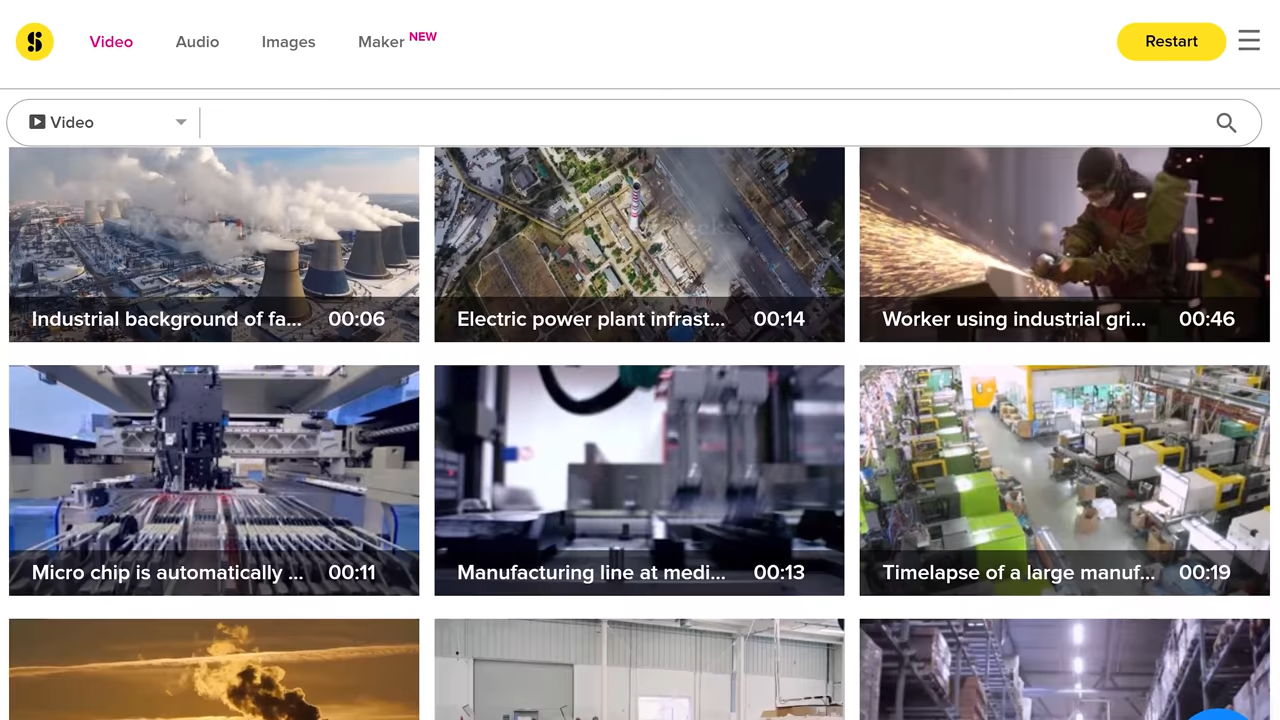 Video Audio Images Maker NEW Restart
Video
Industrial background of fa... 00:06
Electric power plant infrast... 00:14
Worker using industrial gri... 00:46
Micro chip is automatically ... 00:11
Manufacturing line at medi... 00:13
Timelapse of a large manuf... 00:19